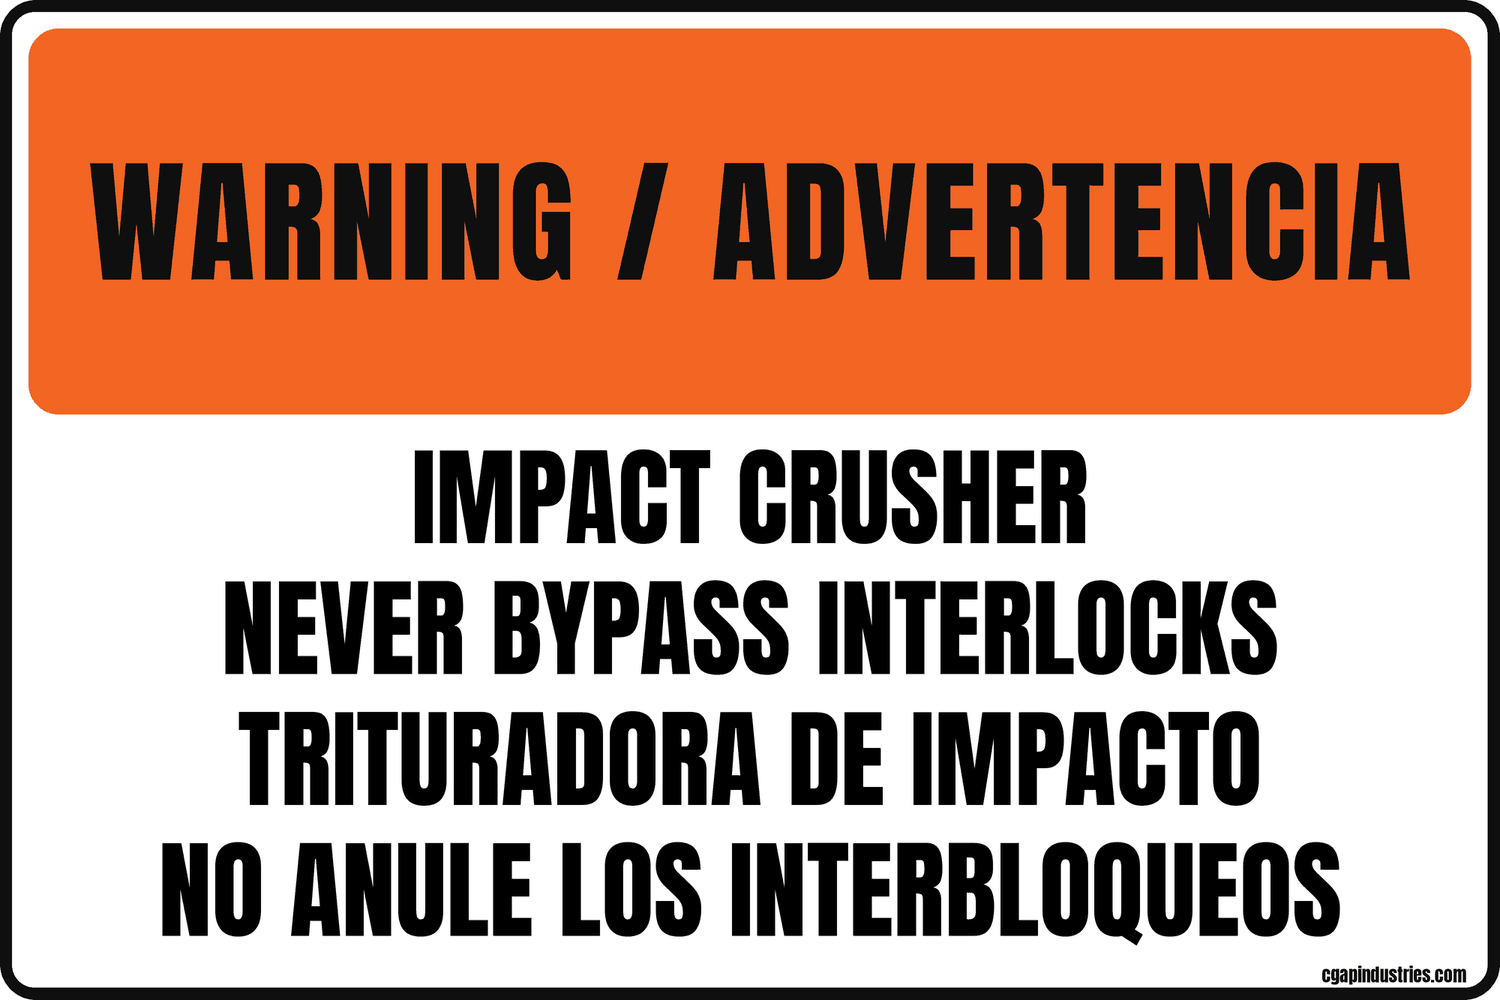 WARNING / ADVERTENCIA
IMPACT CRUSHER
NEVER BYPASS INTERLOCKS
TRITURADORA DE IMPACTO
NO ANULE LOS INTERBLOQUEOS
cgapindustries.com